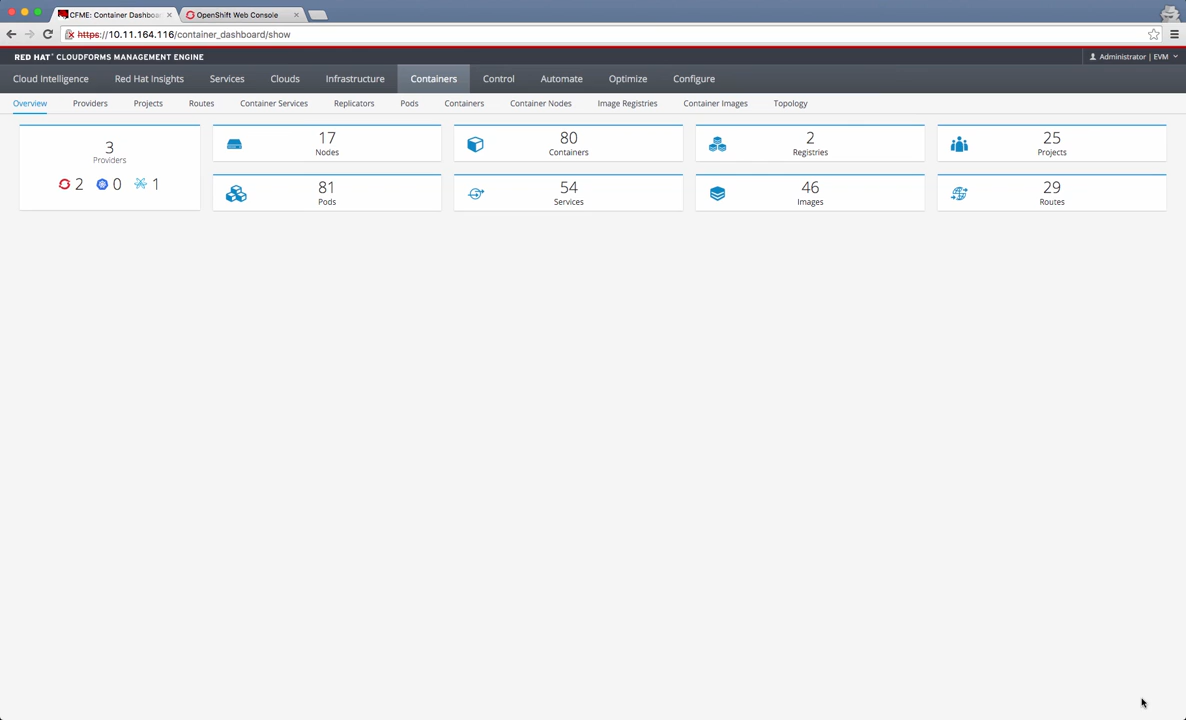 CFME: Container Dashboa
OpenShift Web Console
https://10.11.164.116/container_dashboard/show
RED HAT CLOUDFORMS MANAGEMENT ENGINE
Administrator | EVM
Cloud Intelligence Red Hat Insights Services Clouds Infrastructure Containers Control Automate Optimize Configure
Overview Providers Projects Routes Container Services Replicators Pods Containers Container Nodes Image Registries Container Images Topology
3
Providers
2 0 1
17
Nodes
80
Containers
2
Registries
25
Projects
81
Pods
54
Services
46
Images
29
Routes